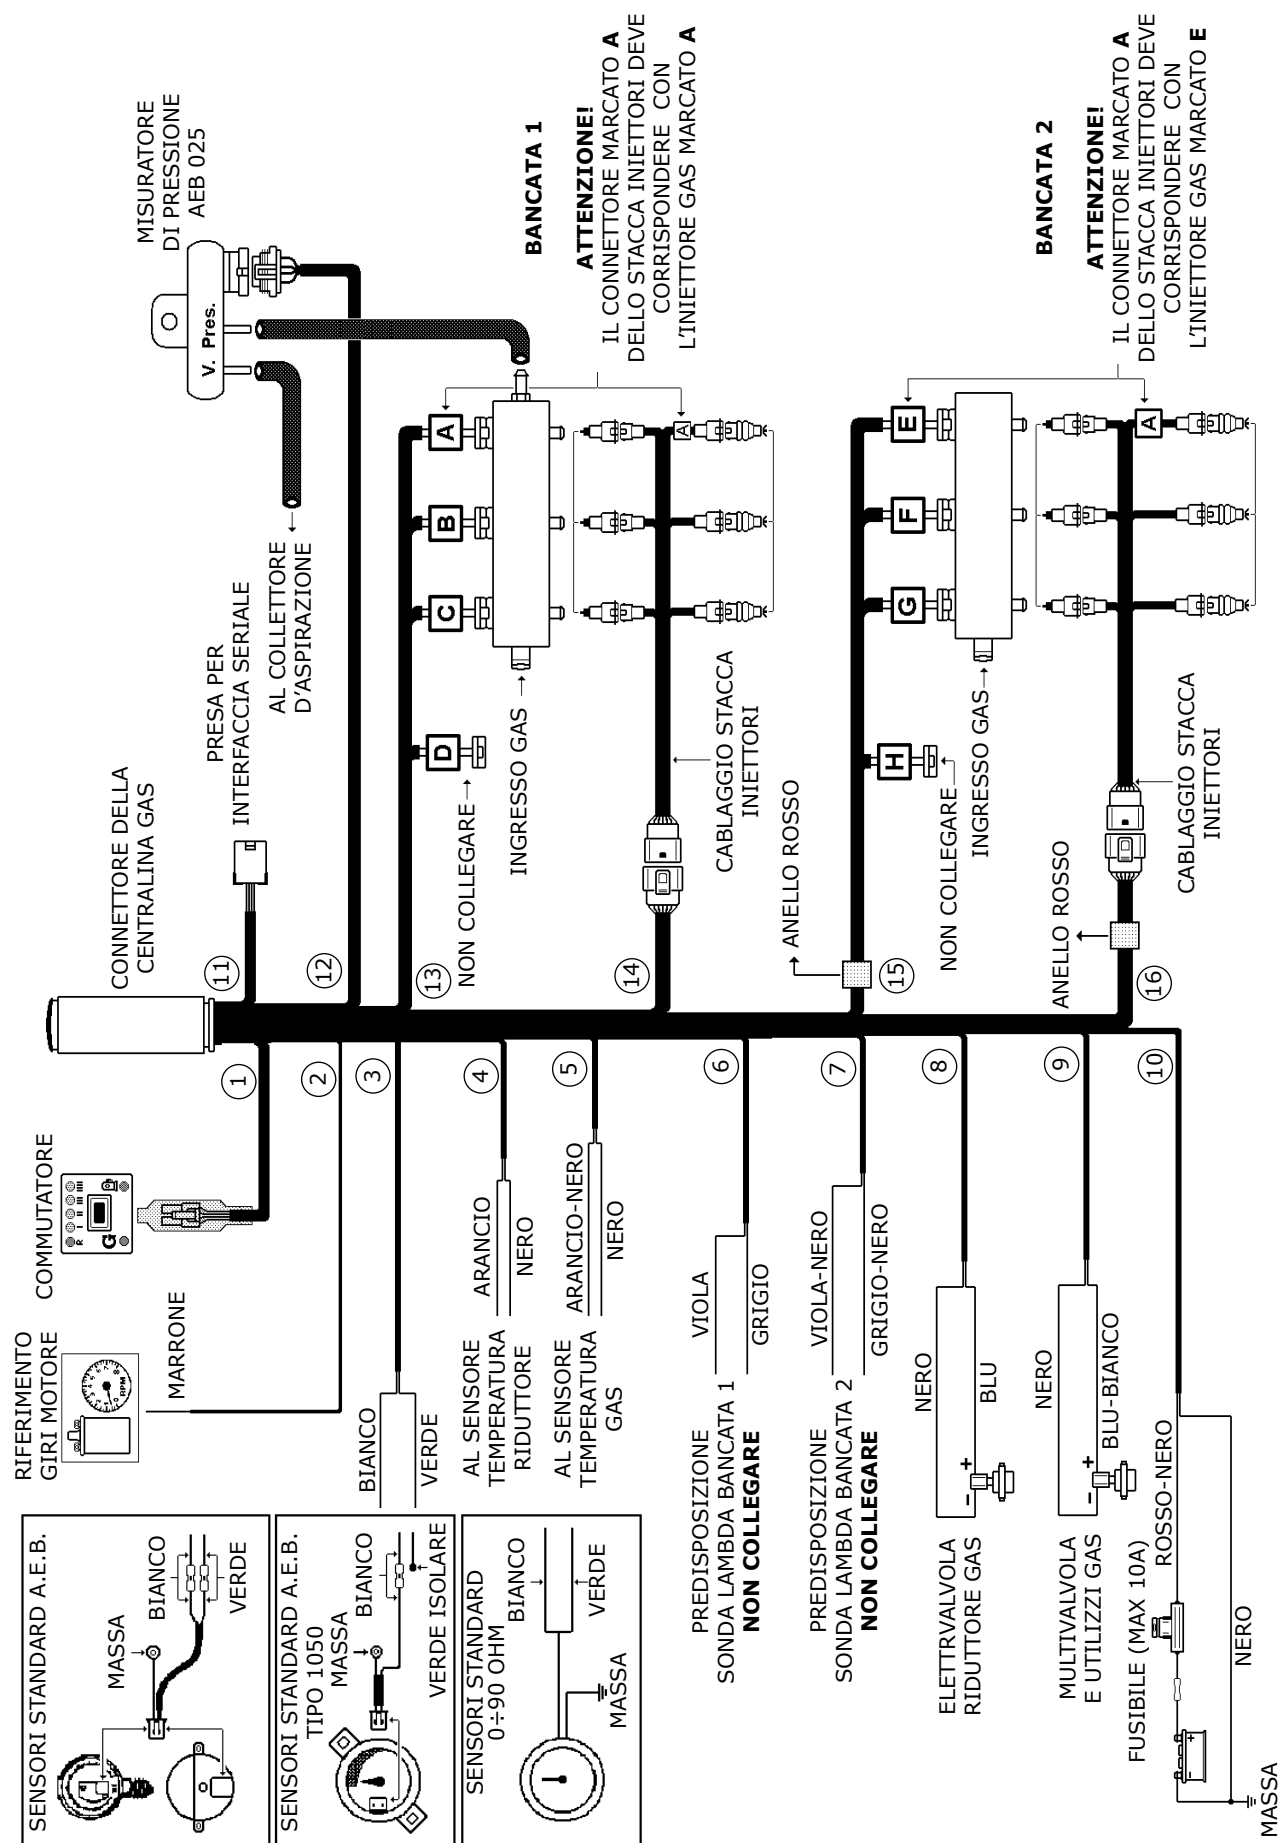 SENSORI STANDARD A.E.B.
MASSA
BIANCO
VERDE
SENSORI STANDARD A.E.B.
TIPO 1050
MASSA
BIANCO
VERDE ISOLARE
SENSORI STANDARD
0÷90 OHM
BIANCO
VERDE
MASSA
RIFERIMENTO
GIRI MOTORE
RPM
MARRONE
COMMUTATORE
R I II III IIII
G
CONNETTORE DELLA
CENTRALINA GAS
PRESA PER
INTERFACCIA SERIALE
AL COLLETTORE
D'ASPIRAZIONE
MISURATORE
DI PRESSIONE
AEB 025
V. Pres.
1
2
3
4
5
6
7
8
9
10
11
12
13
14
15
16
BIANCO
VERDE
AL SENSORE
TEMPERATURA
RIDUTTORE
ARANCIO
NERO
AL SENSORE
TEMPERATURA
GAS
ARANCIO-NERO
NERO
PREDISPOSIZIONE
SONDA LAMBDA BANCATA 1
NON COLLEGARE
VIOLA
GRIGIO
PREDISPOSIZIONE
SONDA LAMBDA BANCATA 2
NON COLLEGARE
VIOLA-NERO
GRIGIO-NERO
ELETTRVALVOLA
RIDUTTORE GAS
NERO
BLU
− +
MULTIVALVOLA
E UTILIZZI GAS
NERO
BLU-BIANCO
− +
FUSIBILE (MAX 10A)
ROSSO-NERO
NERO
− +
MASSA
D
C
B
A
NON COLLEGARE
INGRESSO GAS
A
CABLAGGIO STACCA
INIETTORI
BANCATA 1
ATTENZIONE!
IL CONNETTORE MARCATO A
DELLO STACCA INIETTORI DEVE
CORRISPONDERE CON
L'INIETTORE GAS MARCATO A
ANELLO ROSSO
H
G
F
E
NON COLLEGARE
INGRESSO GAS
A
ANELLO ROSSO
CABLAGGIO STACCA
INIETTORI
BANCATA 2
ATTENZIONE!
IL CONNETTORE MARCATO A
DELLO STACCA INIETTORI DEVE
CORRISPONDERE CON
L'INIETTORE GAS MARCATO E